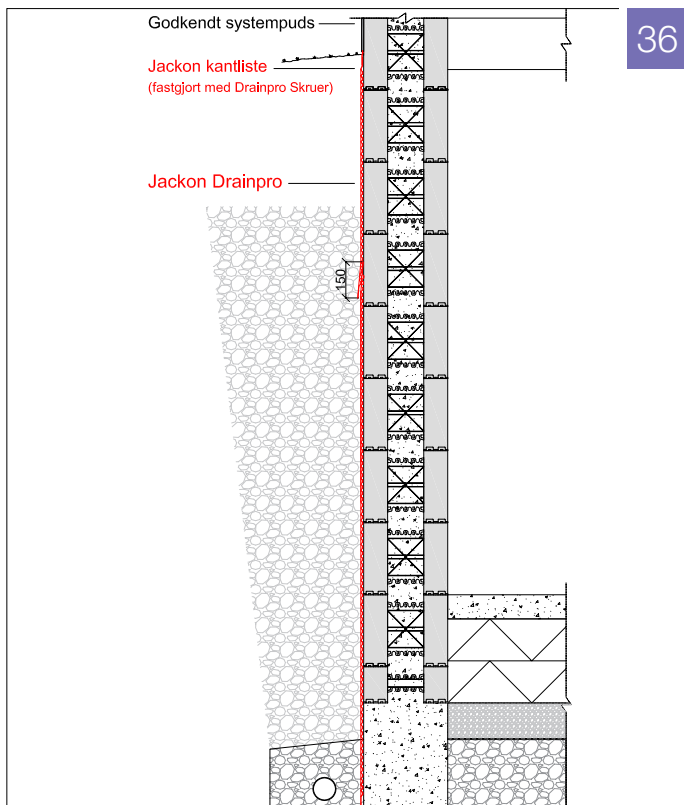 Godkendt systempuds
36
Jackon kantliste
(fastgjort med Drainpro Skruer)
Jackon Drainpro
150